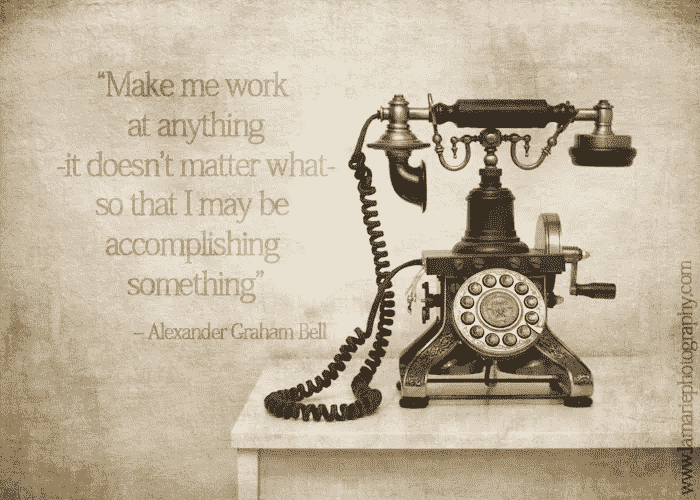 “Make me work
at anything
-it doesn't matter what-
so that I may be
accomplishing
something”
– Alexander Graham Bell
www.lamariephotography.com